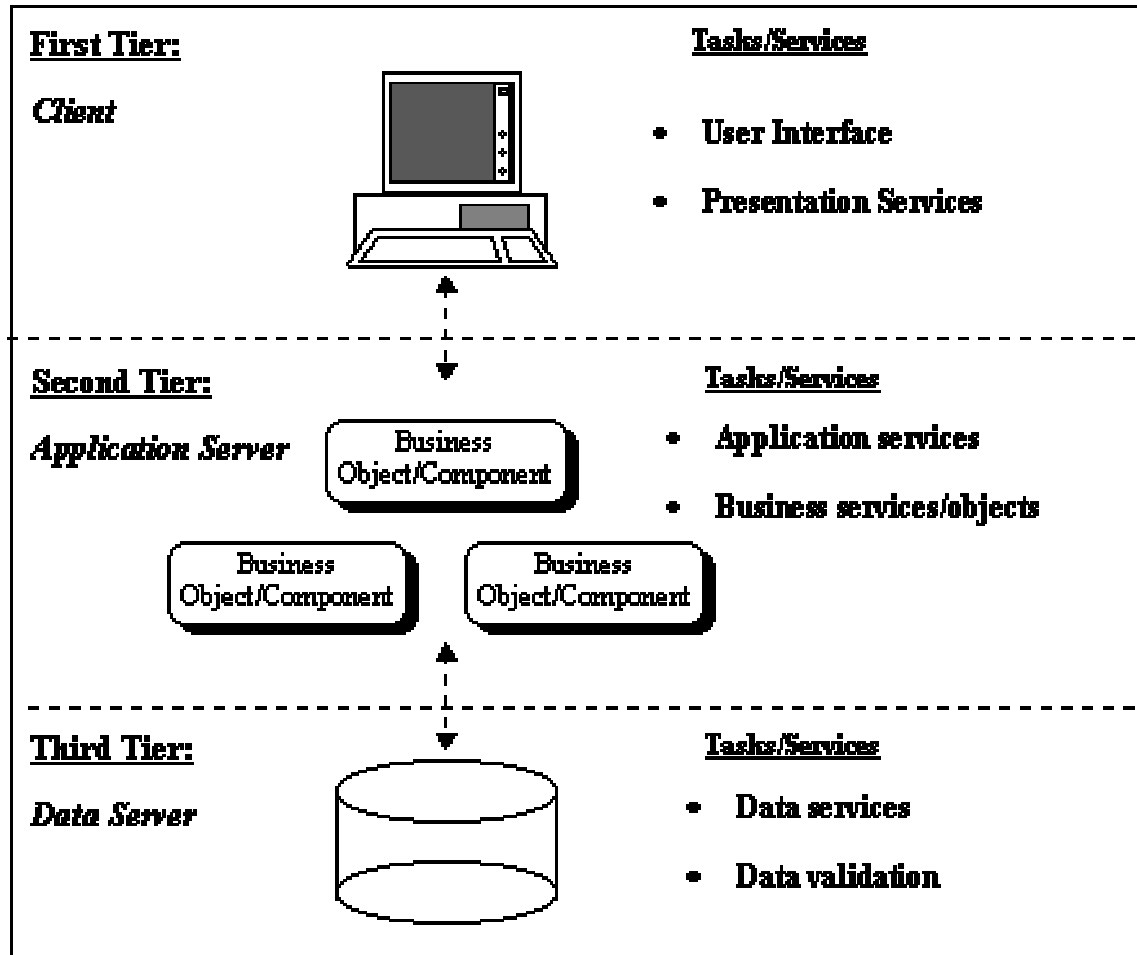 First Tier:
Tasks/Services
Client
• User Interface
• Presentation Services
Second Tier:
Tasks/Services
Application Server
Business
Object/Component
• Application services
• Business services/objects
Business
Object/Component
Business
Object/Component
Third Tier:
Tasks/Services
Data Server
• Data services
• Data validation